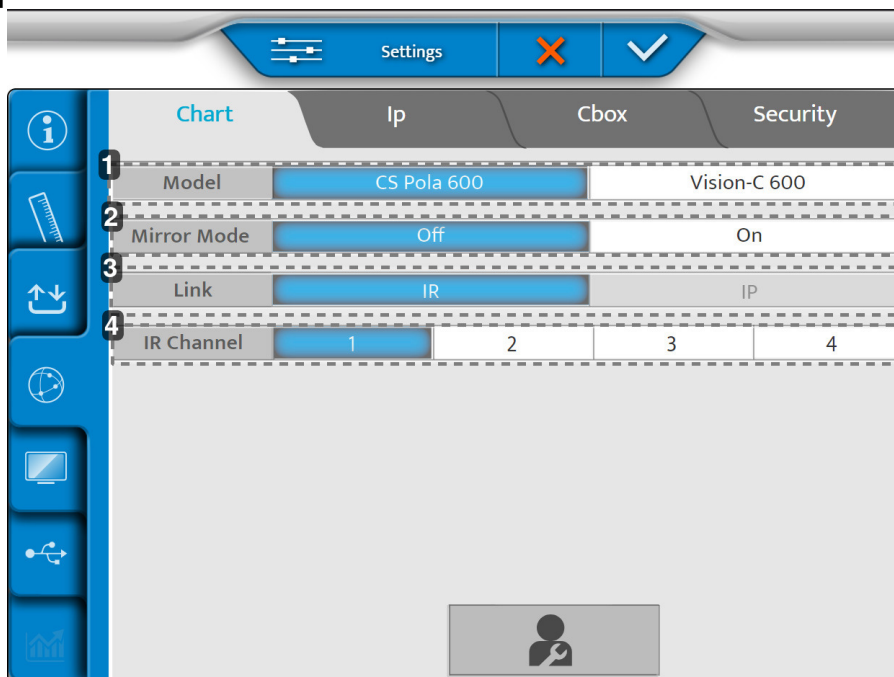 Settings
Chart Ip Cbox Security
1
Model CS Pola 600 Vision-C 600
2
Mirror Mode Off On
3
Link IR IP
4
IR Channel 1 2 3 4